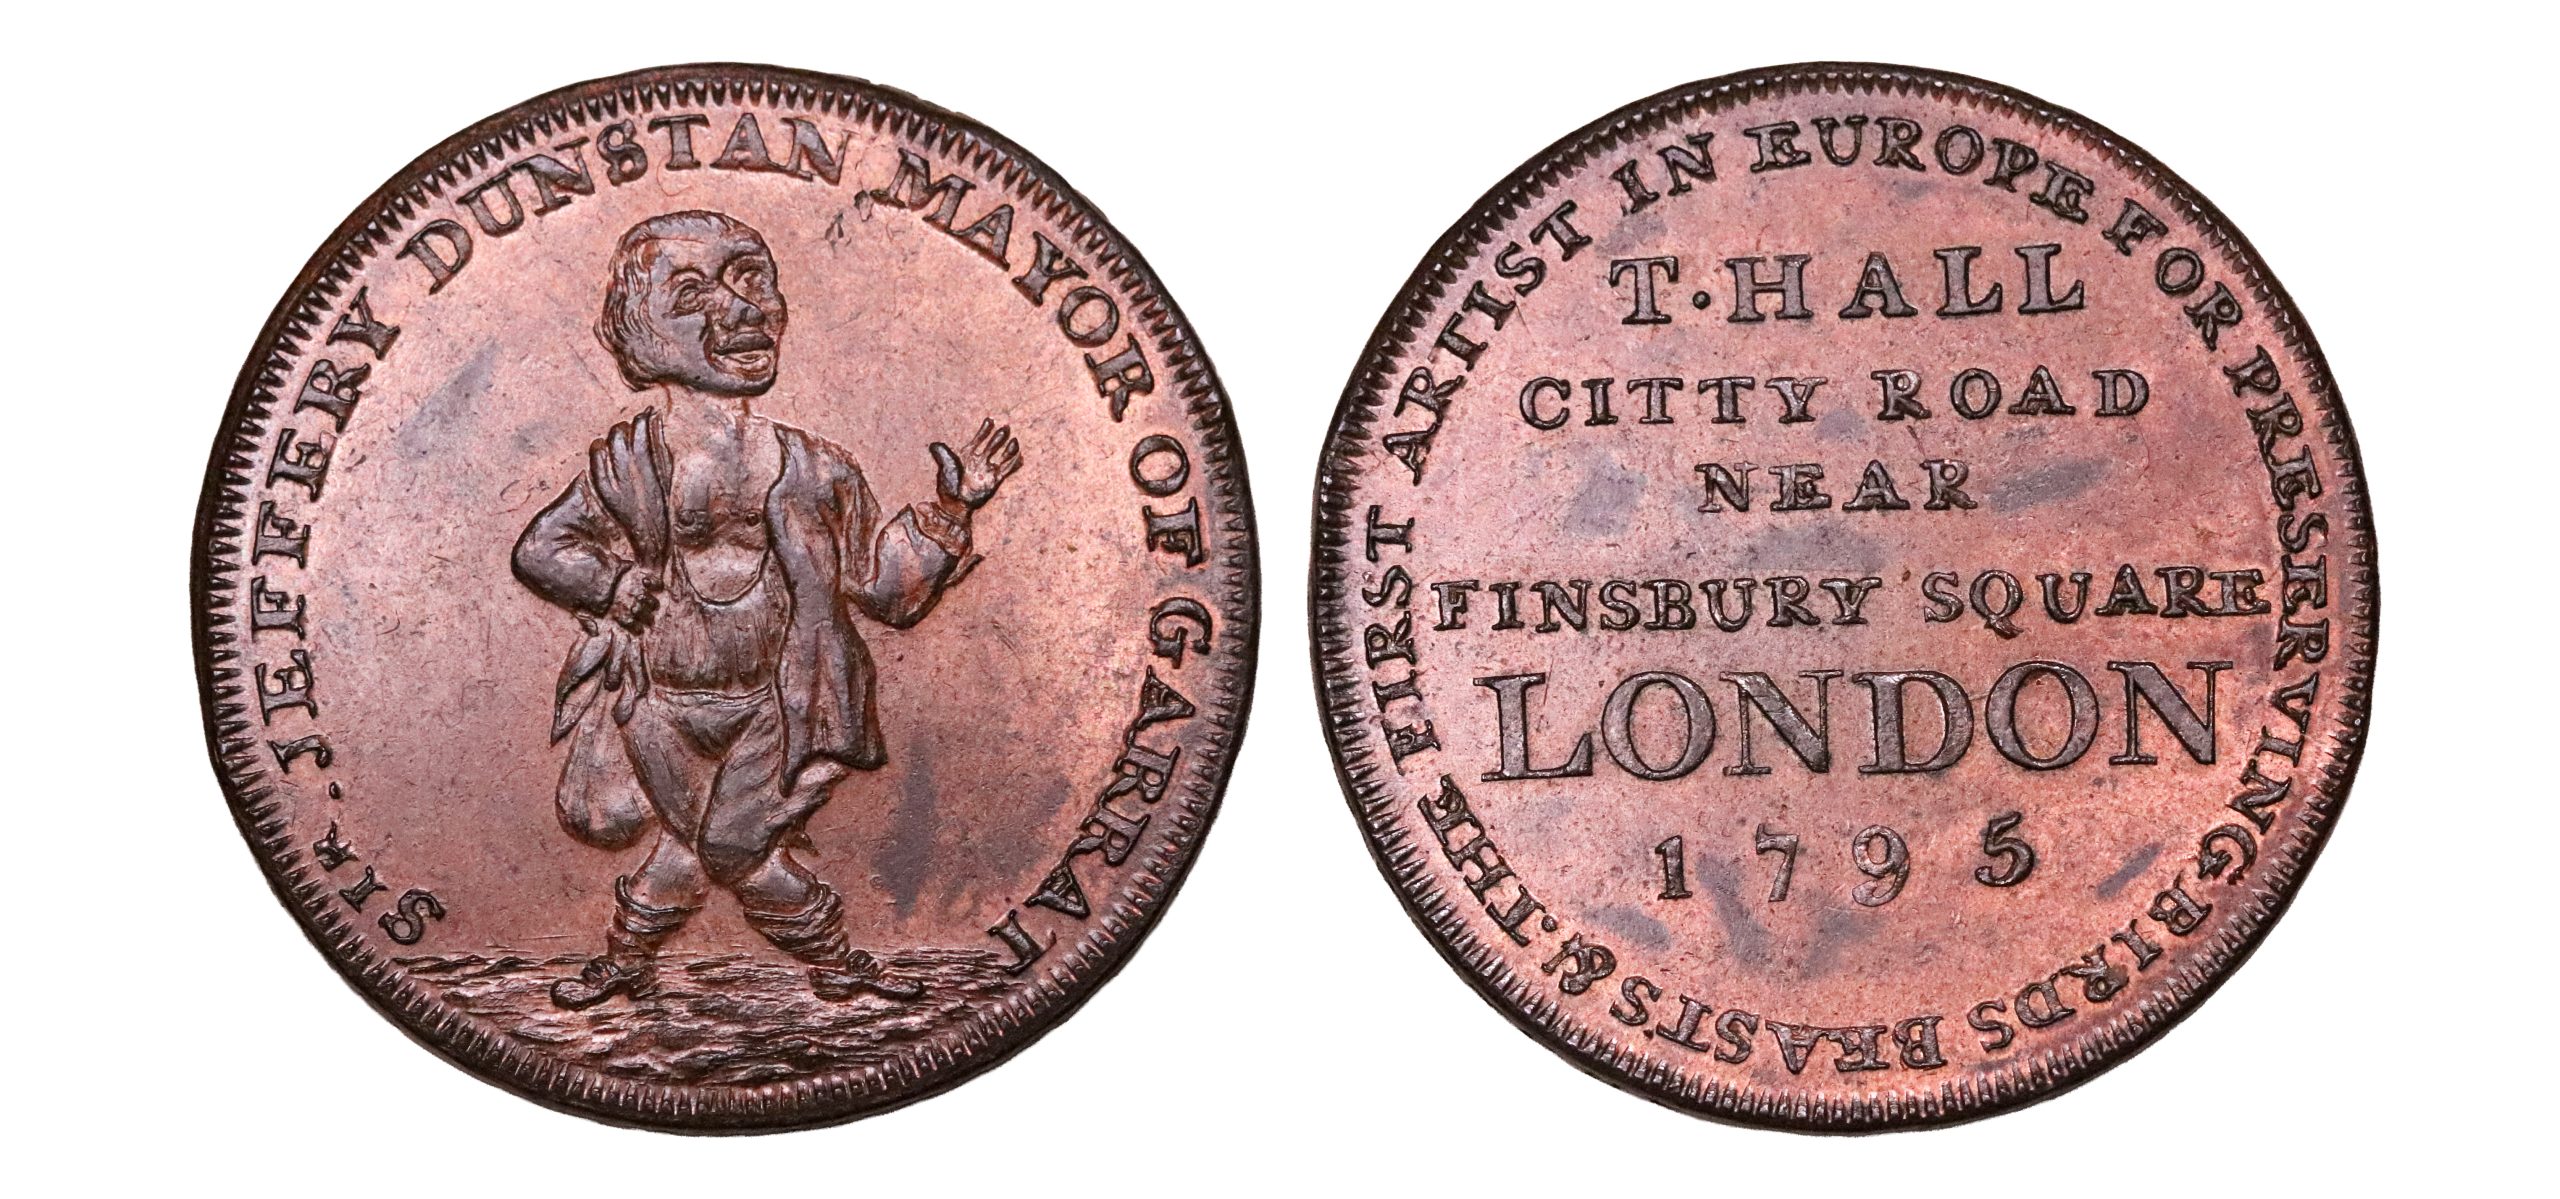 SIR. JEFFERY DUNSTAN MAYOR OF GARRAT
T·HALL
CITTY ROAD
NEAR
FINSBURY SQUARE
LONDON
1795
THE FIRST ARTIST IN EUROPE FOR PRESERVING BIRDS BEASTS &.